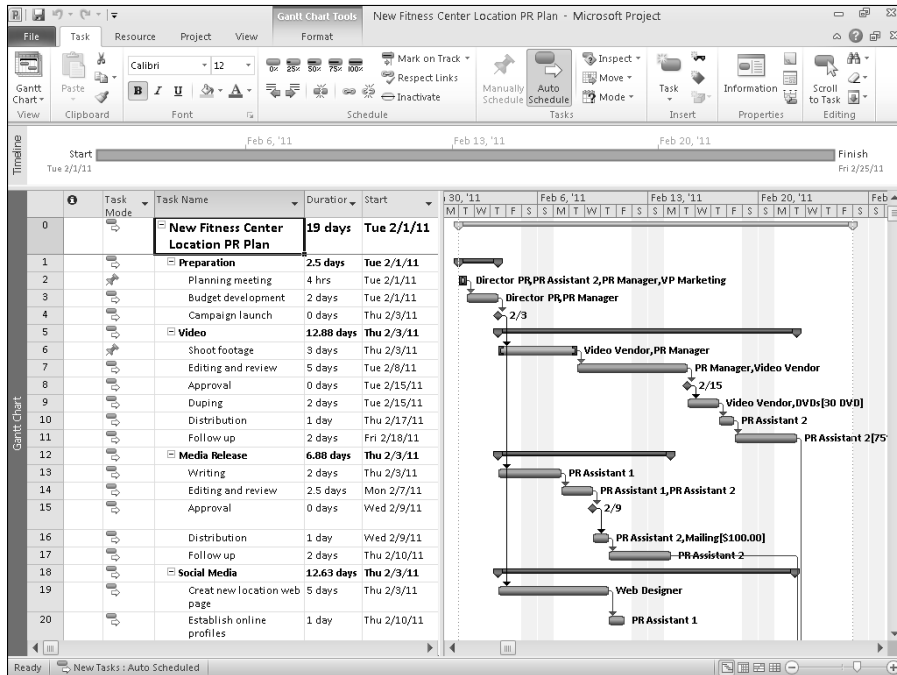 Gantt Chart Tools
New Fitness Center Location PR Plan - Microsoft Project
File Task Resource Project View Format
Gantt Chart
View
Paste
Clipboard
Calibri 12
B I U A
Font
0% 25% 50% 75% 100%
Mark on Track
Respect Links
Inactivate
Schedule
Manually Schedule
Auto Schedule
Inspect
Move
Mode
Tasks
Task
Insert
Information
Properties
Scroll to Task
Editing
Timeline
Feb 6, '11 Feb 13, '11 Feb 20, '11
Start
Tue 2/1/11
Finish
Fri 2/25/11
Gantt Chart
Task Mode Task Name Duration Start
30, '11 Feb 6, '11 Feb 13, '11 Feb 20, '11 Feb
M T W T F S S M T W T F S S M T W T F S S M T W T F S S
0 New Fitness Center Location PR Plan 19 days Tue 2/1/11
1 Preparation 2.5 days Tue 2/1/11
2 Planning meeting 4 hrs Tue 2/1/11 Director PR,PR Assistant 2,PR Manager,VP Marketing
3 Budget development 2 days Tue 2/1/11 Director PR,PR Manager
4 Campaign launch 0 days Thu 2/3/11 2/3
5 Video 12.88 days Thu 2/3/11
6 Shoot footage 3 days Thu 2/3/11 Video Vendor,PR Manager
7 Editing and review 5 days Tue 2/8/11 PR Manager,Video Vendor
8 Approval 0 days Tue 2/15/11 2/15
9 Duping 2 days Tue 2/15/11 Video Vendor,DVDs[30 DVD]
10 Distribution 1 day Thu 2/17/11 PR Assistant 2
11 Follow up 2 days Fri 2/18/11 PR Assistant 2[75
12 Media Release 6.88 days Thu 2/3/11
13 Writing 2 days Thu 2/3/11 PR Assistant 1
14 Editing and review 2.5 days Mon 2/7/11 PR Assistant 1,PR Assistant 2
15 Approval 0 days Wed 2/9/11 2/9
16 Distribution 1 day Wed 2/9/11 PR Assistant 2,Mailing[$100.00]
17 Follow up 2 days Thu 2/10/11 PR Assistant 2
18 Social Media 12.63 days Thu 2/3/11
19 Creat new location web page 5 days Thu 2/3/11 Web Designer
20 Establish online profiles 1 day Thu 2/10/11 PR Assistant 1
Ready New Tasks : Auto Scheduled